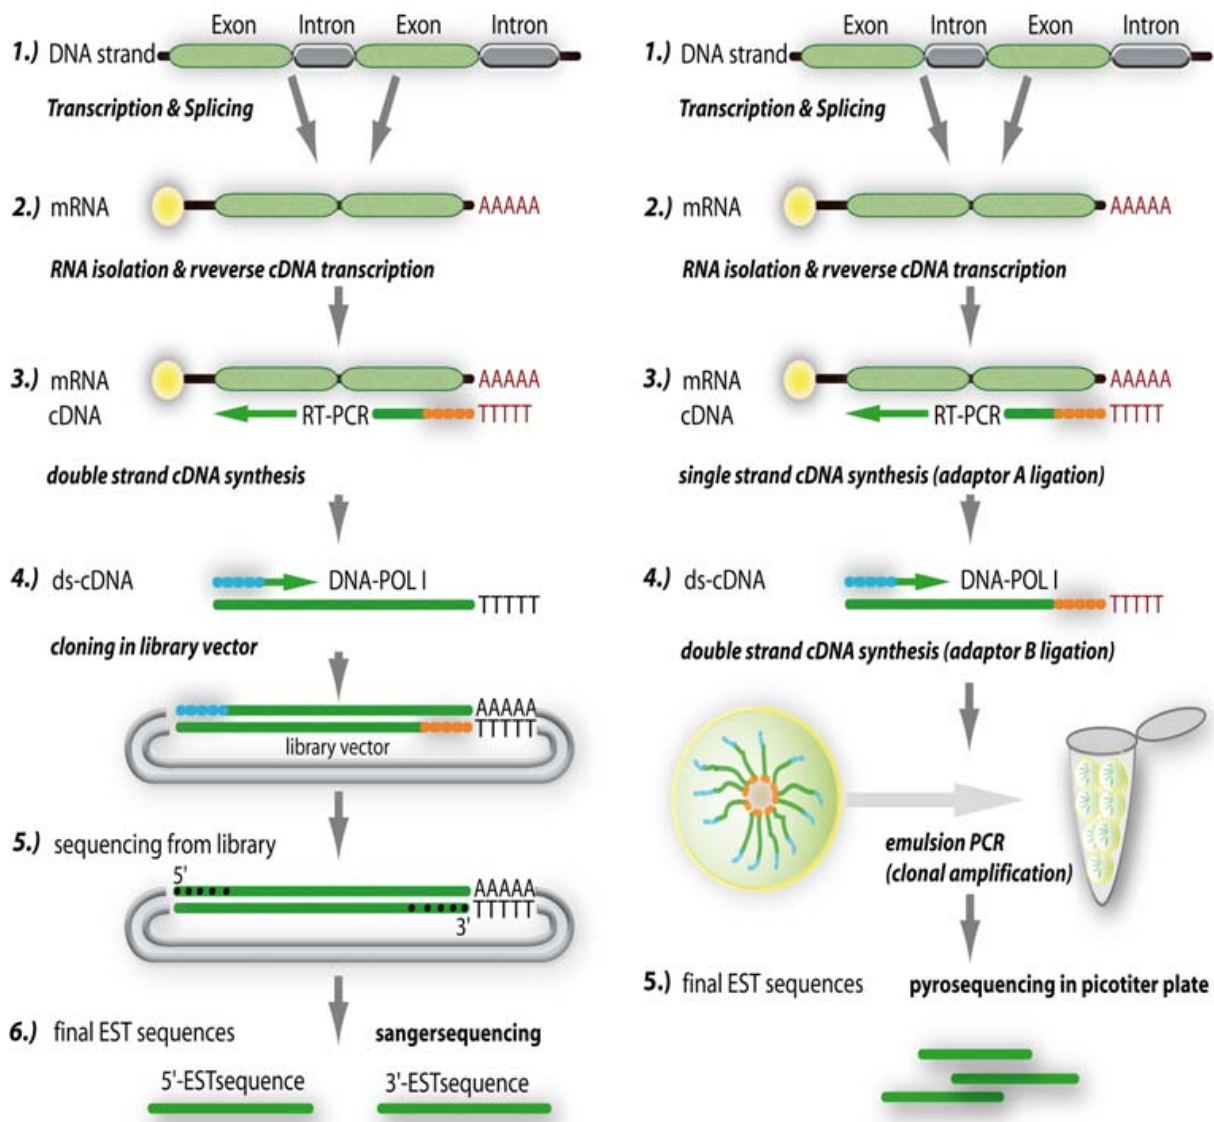 Exon Intron Exon Intron
1.) DNA strand
Transcription & Splicing
2.) mRNA AAAAA
RNA isolation & rveverse cDNA transcription
3.) mRNA AAAAA
cDNA RT-PCR TTTTT
double strand cDNA synthesis
4.) ds-cDNA DNA-POL I
TTTTT
cloning in library vector
AAAAA
TTTTT
library vector
5.) sequencing from library
5'
AAAAA
TTTTT
3'
6.) final EST sequences sangersequencing
5'-ESTsequence 3'-ESTsequence
Exon Intron Exon Intron
1.) DNA strand
Transcription & Splicing
2.) mRNA AAAAA
RNA isolation & rveverse cDNA transcription
3.) mRNA AAAAA
cDNA RT-PCR TTTTT
single strand cDNA synthesis (adaptor A ligation)
4.) ds-cDNA DNA-POL I
TTTTT
double strand cDNA synthesis (adaptor B ligation)
emulsion PCR
(clonal amplification)
5.) final EST sequences pyrosequencing in picotiter plate